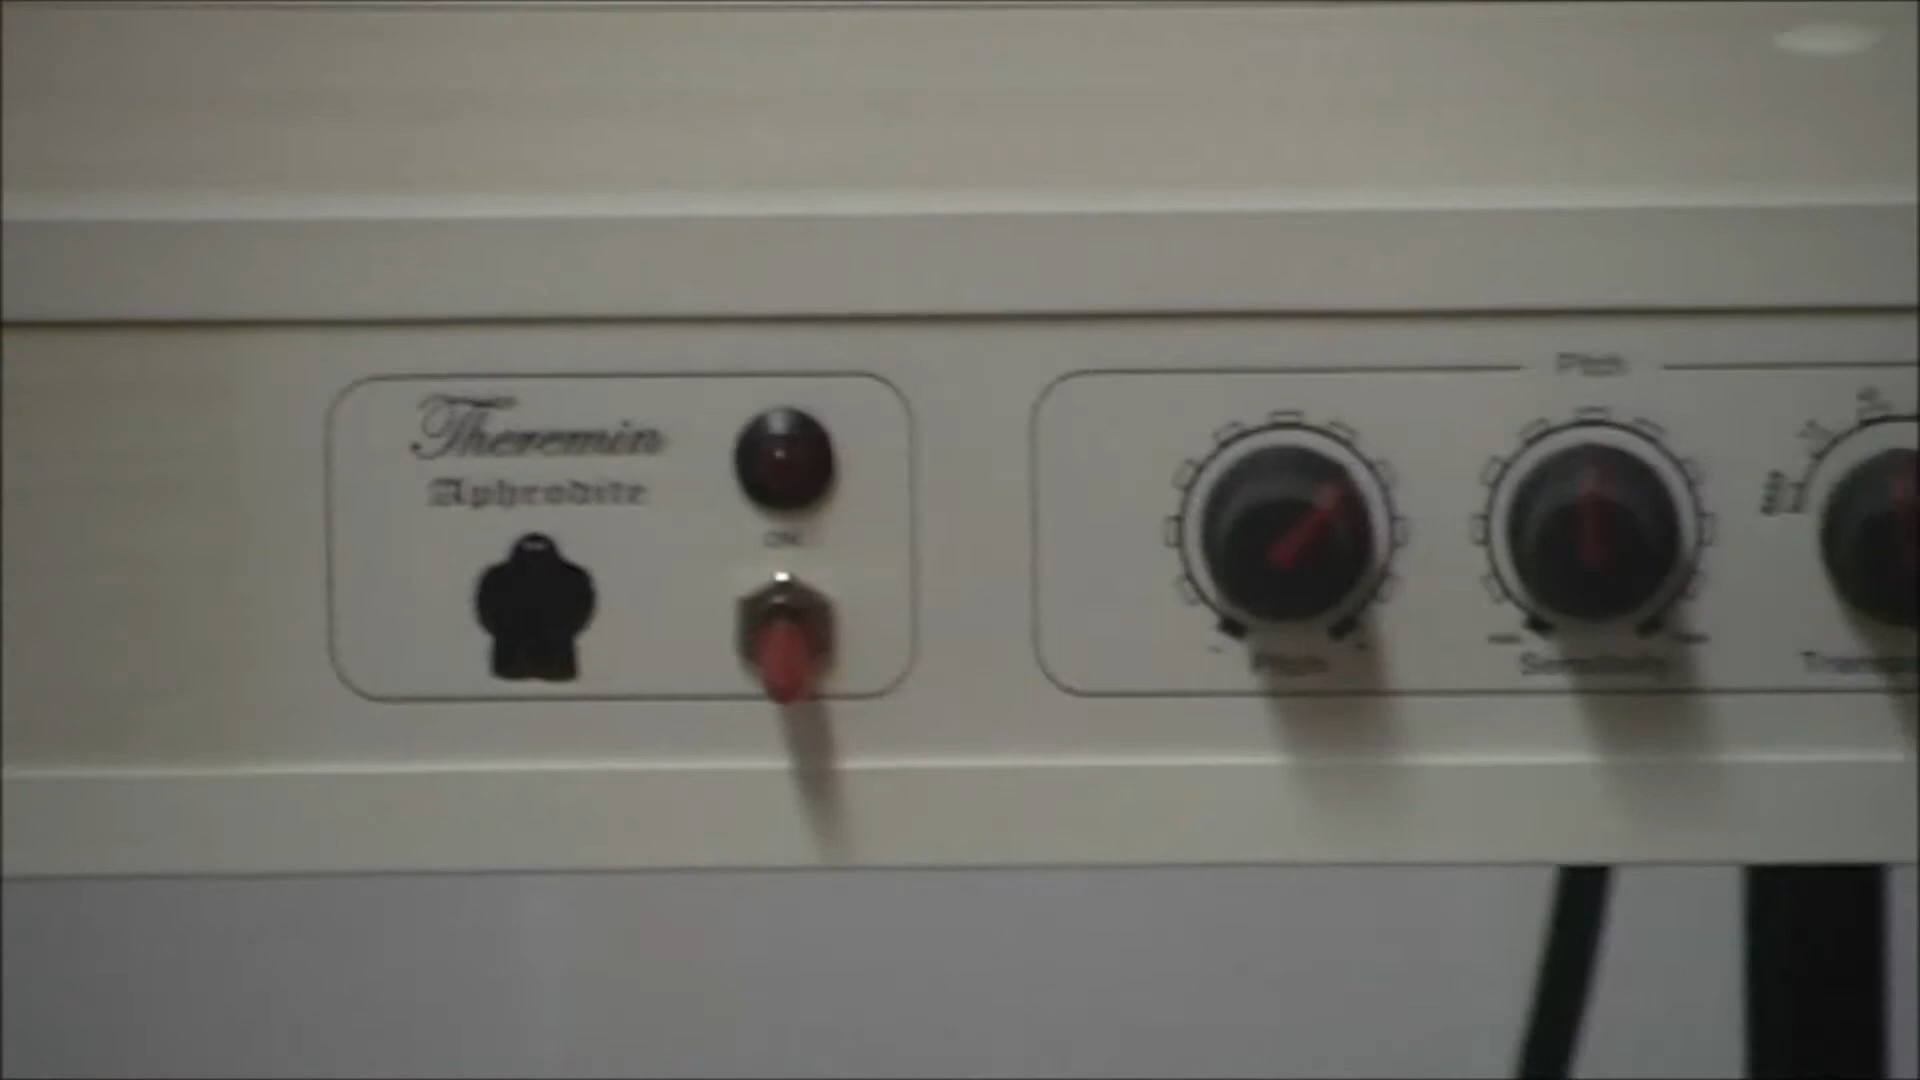 Theremin
Aphrodite
ON
Pitch
Pitch
Sensitivity